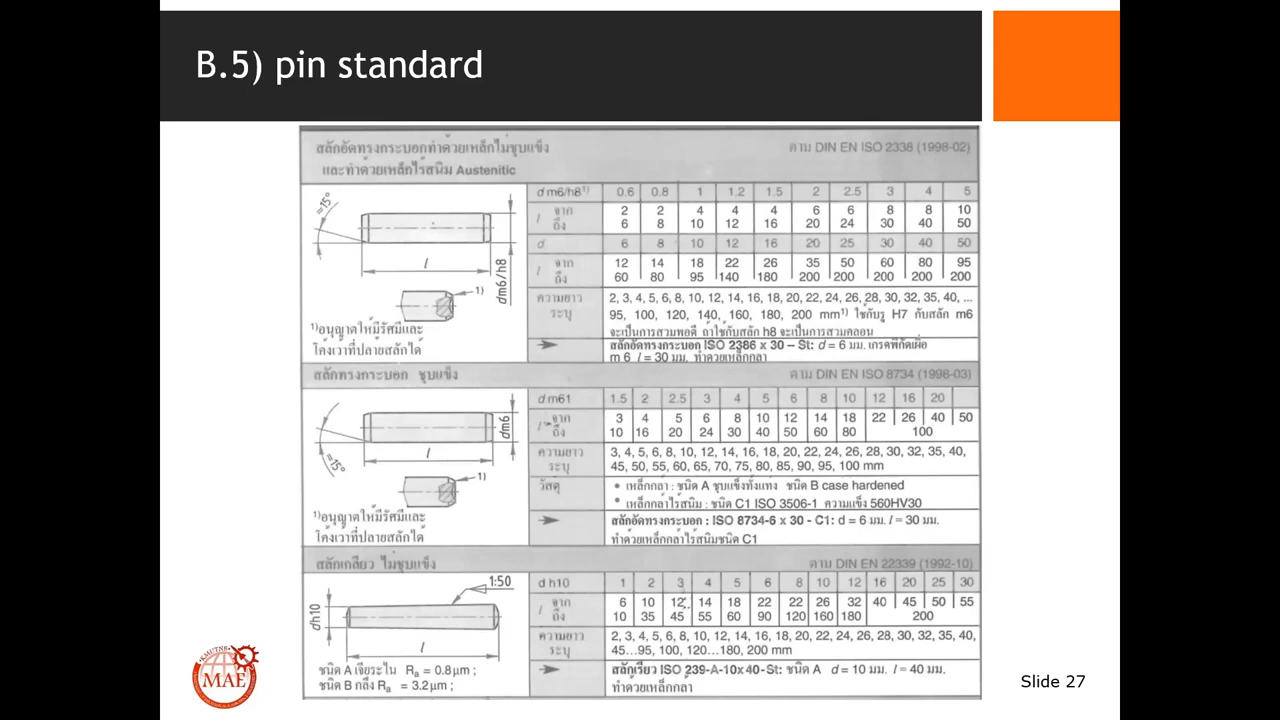 B.5) pin standard
สลักอัดทรงกระบอกทำด้วยเหล็กไม่ชุบแข็ง
และทำด้วยเหล็กไร้สนิม Austenitic
ตาม DIN EN ISO 2338 (1998-02)
≈15°
l
dm6/h8
1)
1)อนุญาตให้มีรัศมีและ
โค้งเว้าที่ปลายสลักได้
d m6/h8 1) 0.6 0.8 1 1.2 1.5 2 2.5 3 4 5
l จาก 2 2 4 4 4 6 6 8 8 10
ถึง 6 8 10 12 16 20 24 30 40 50
d 6 8 10 12 16 20 25 30 40 50
l จาก 12 14 18 22 26 35 50 60 80 95
ถึง 60 80 95 140 180 200 200 200 200 200
ความยาว 2, 3, 4, 5, 6, 8, 10, 12, 14, 16, 18, 20, 22, 24, 26, 28, 30, 32, 35, 40, ...
ระบุ 95, 100, 120, 140, 160, 180, 200 mm1) ใช้กับรู H7 กับสลัก m6
จะเป็นการสวมพอดี ถ้าใช้กับสลัก h8 จะเป็นการสวมคลอน
สลักอัดทรงกระบอก ISO 2386 x 30 – St: d = 6 มม. เกรดพิกัดเผื่อ
m 6 l = 30 มม. ทำด้วยเหล็กกล้า
สลักทรงกระบอก ชุบแข็ง
ตาม DIN EN ISO 8734 (1998-03)
≈15°
l
dm6
1)
1)อนุญาตให้มีรัศมีและ
โค้งเว้าที่ปลายสลักได้
d m61 1.5 2 2.5 3 4 5 6 8 10 12 16 20
l จาก 3 4 5 6 8 10 12 14 18 22 26 40 50
ถึง 10 16 20 24 30 40 50 60 80 100
ความยาว 3, 4, 5, 6, 8, 10, 12, 14, 16, 18, 20, 22, 24, 26, 28, 30, 32, 35, 40,
ระบุ 45, 50, 55, 60, 65, 70, 75, 80, 85, 90, 95, 100 mm
วัสดุ • เหล็กกล้า : ชนิด A ชุบแข็งทั้งแท่ง ชนิด B case hardened
• เหล็กกล้าไร้สนิม : ชนิด C1 ISO 3506-1 ความแข็ง 560HV30
สลักอัดทรงกระบอก : ISO 8734-6 x 30 - C1: d = 6 มม. l = 30 มม.
ทำด้วยเหล็กกล้าไร้สนิมชนิด C1
สลักเกลียว ไม่ชุบแข็ง
ตาม DIN EN 22339 (1992-10)
1:50
dh10
l
ชนิด A เจียระไน Ra = 0.8μm ;
ชนิด B กลึง Ra = 3.2μm ;
d h10 1 2 3 4 5 6 8 10 12 16 20 25 30
l จาก 6 10 12 14 18 22 22 26 32 40 45 50 55
ถึง 10 35 45 55 60 90 120 160 180 200
ความยาว 2, 3, 4, 5, 6, 8, 10, 12, 14, 16, 18, 20, 22, 24, 26, 28, 30, 32, 35, 40,
ระบุ 45...95, 100, 120...180, 200 mm
สลักเรียว ISO 239-A-10x 40-St: ชนิด A d = 10 มม. l = 40 มม.
ทำด้วยเหล็กกล้า
KMUTNB
MAE
Slide 27